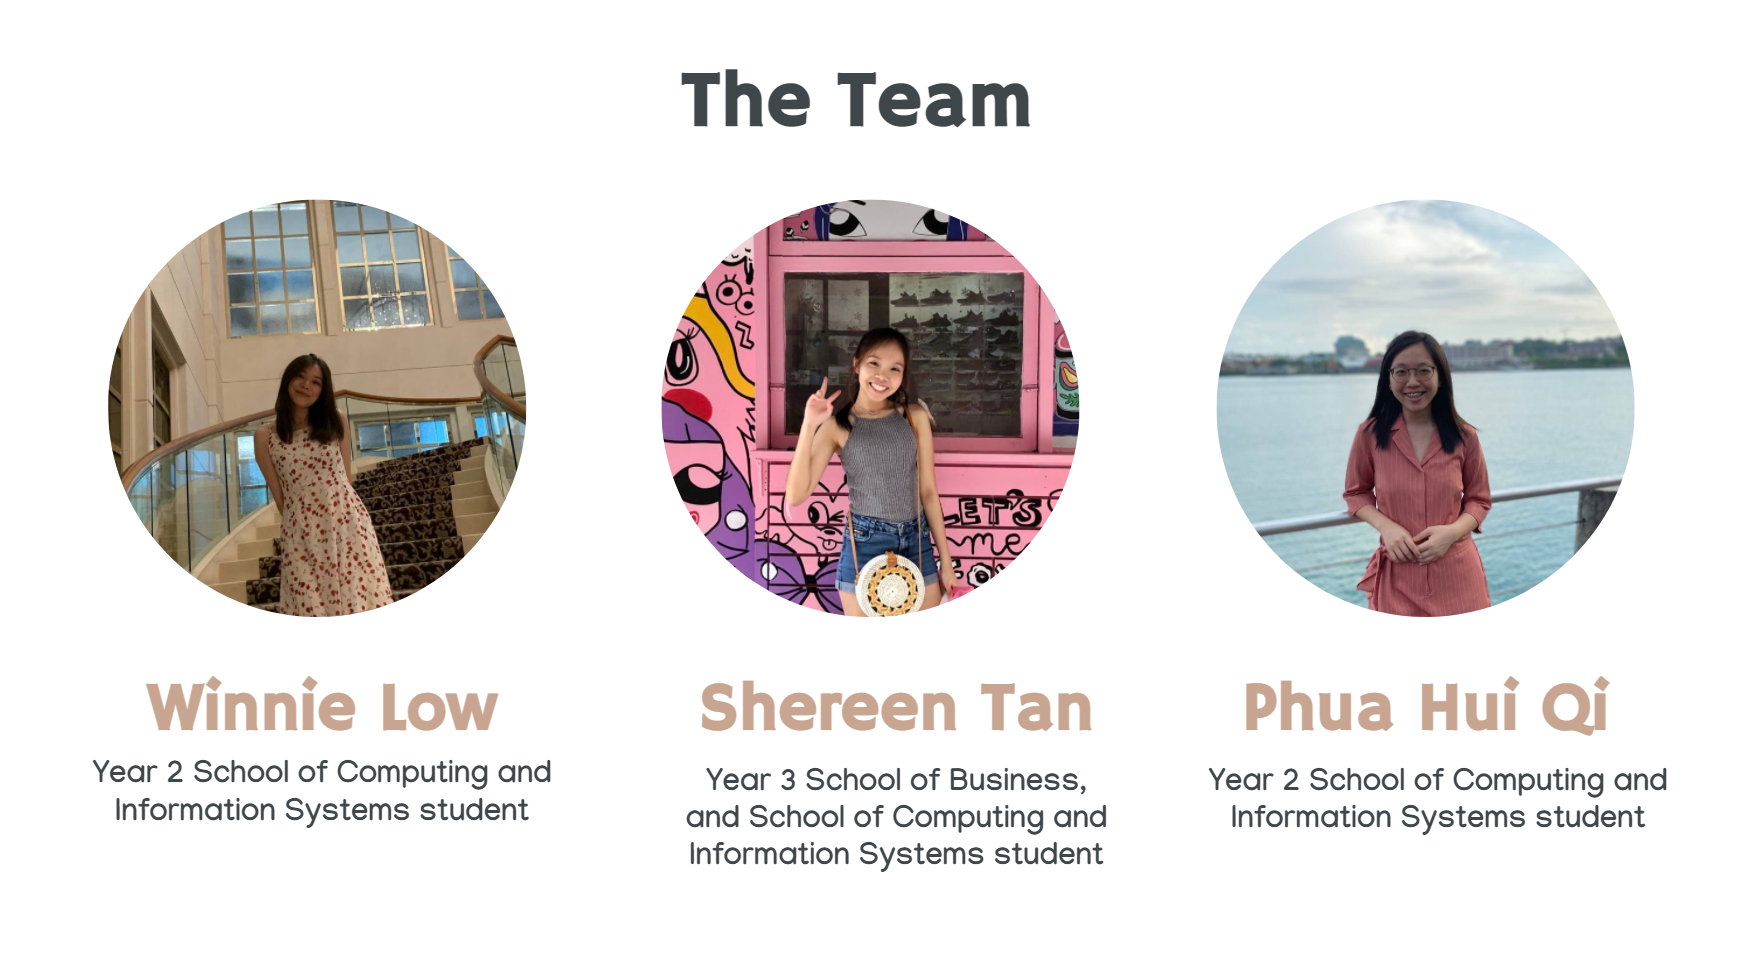 The Team
LET'S
me
Winnie Low
Year 2 School of Computing and
Information Systems student
Shereen Tan
Year 3 School of Business,
and School of Computing and
Information Systems student
Phua Hui Qi
Year 2 School of Computing and
Information Systems student